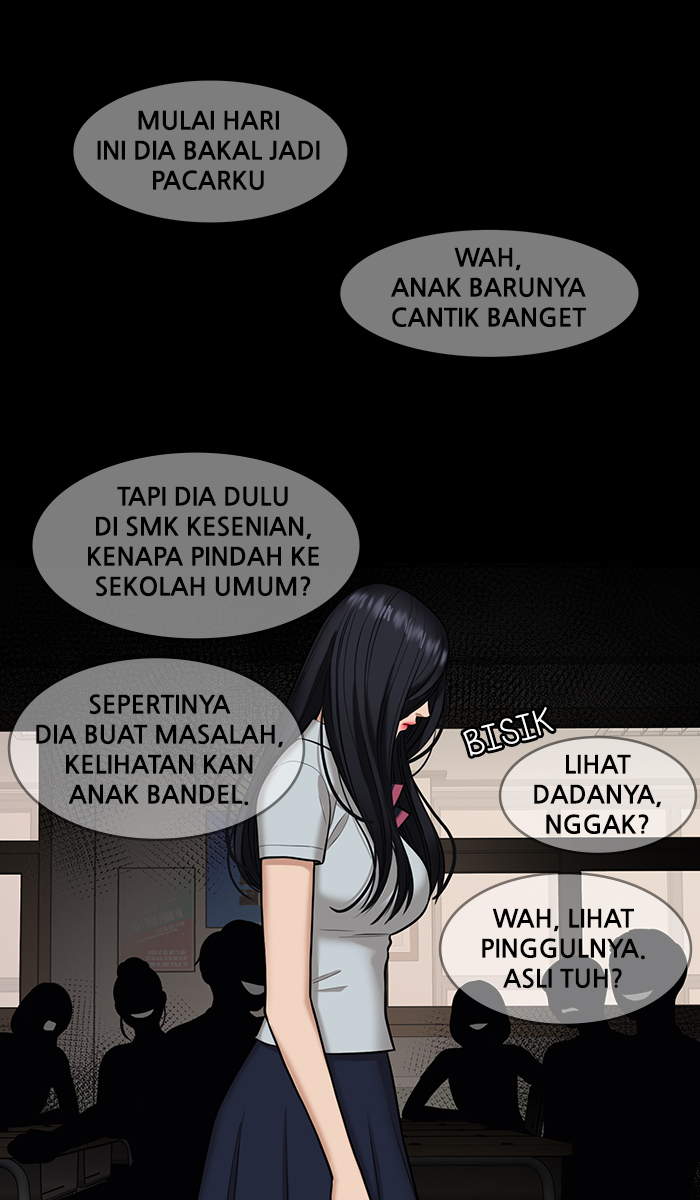 MULAI HARI
INI DIA BAKAL JADI
PACARKU
WAH,
ANAK BARUNYA
CANTIK BANGET
TAPI DIA DULU
DI SMK KESENIAN,
KENAPA PINDAH KE
SEKOLAH UMUM?
SEPERTINYA
DIA BUAT MASALAH,
KELIHATAN KAN
ANAK BANDEL.
BISIK
LIHAT
DADANYA,
NGGAK?
WAH, LIHAT
PINGGULNYA.
ASLI TUH?